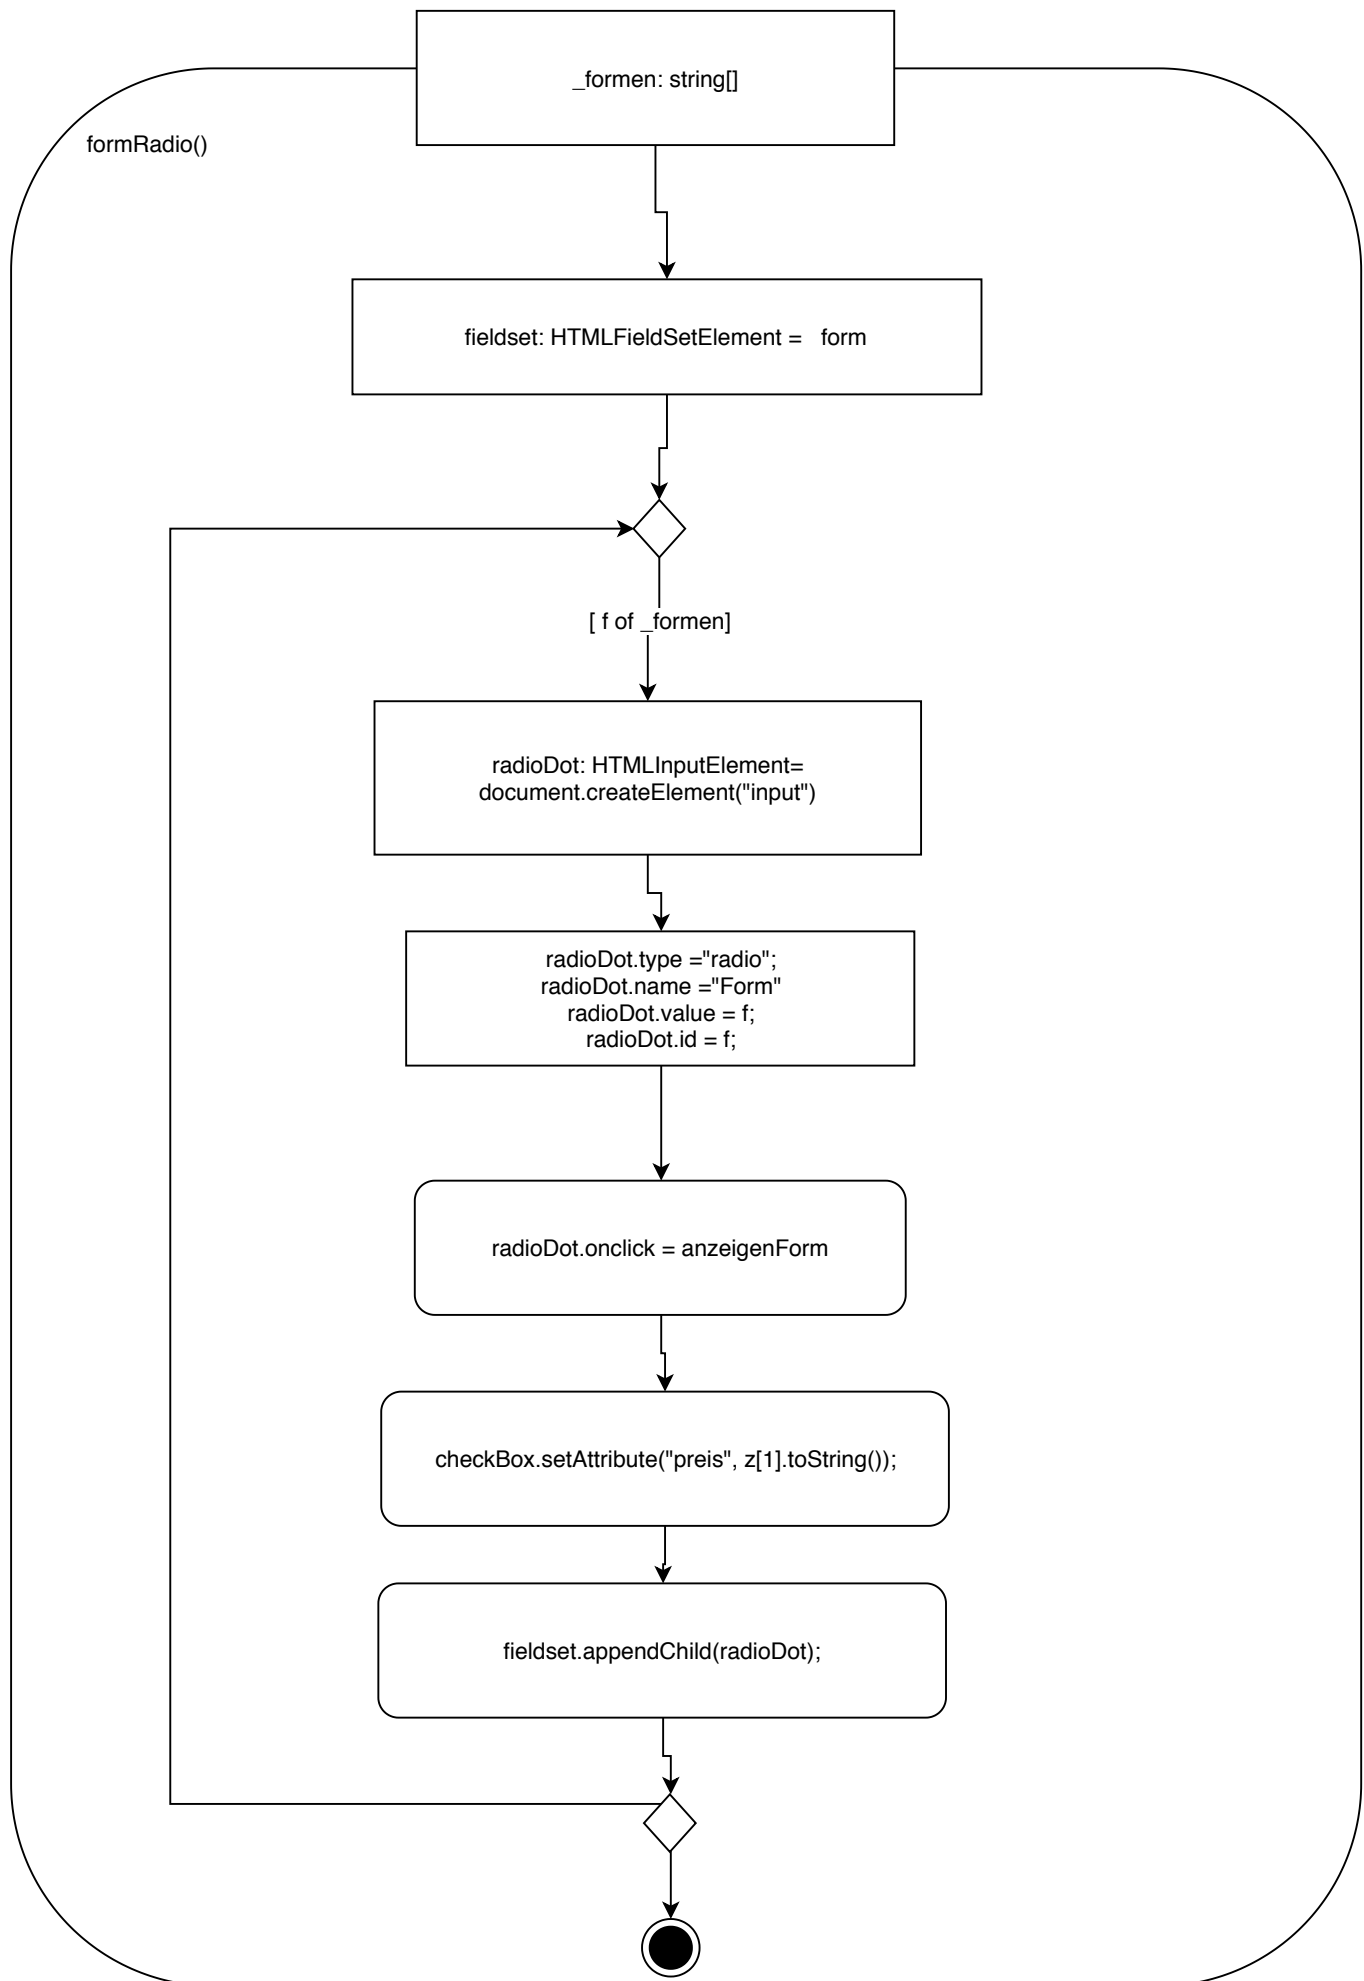 _formen: string[]
formRadio()
fieldset: HTMLFieldSetElement =   form
[ f of _formen]
radioDot: HTMLInputElement=
document.createElement("input")
radioDot.type ="radio";
radioDot.name ="Form"
radioDot.value = f;
radioDot.id = f;
radioDot.onclick = anzeigenForm
checkBox.setAttribute("preis", z[1].toString());
fieldset.appendChild(radioDot);